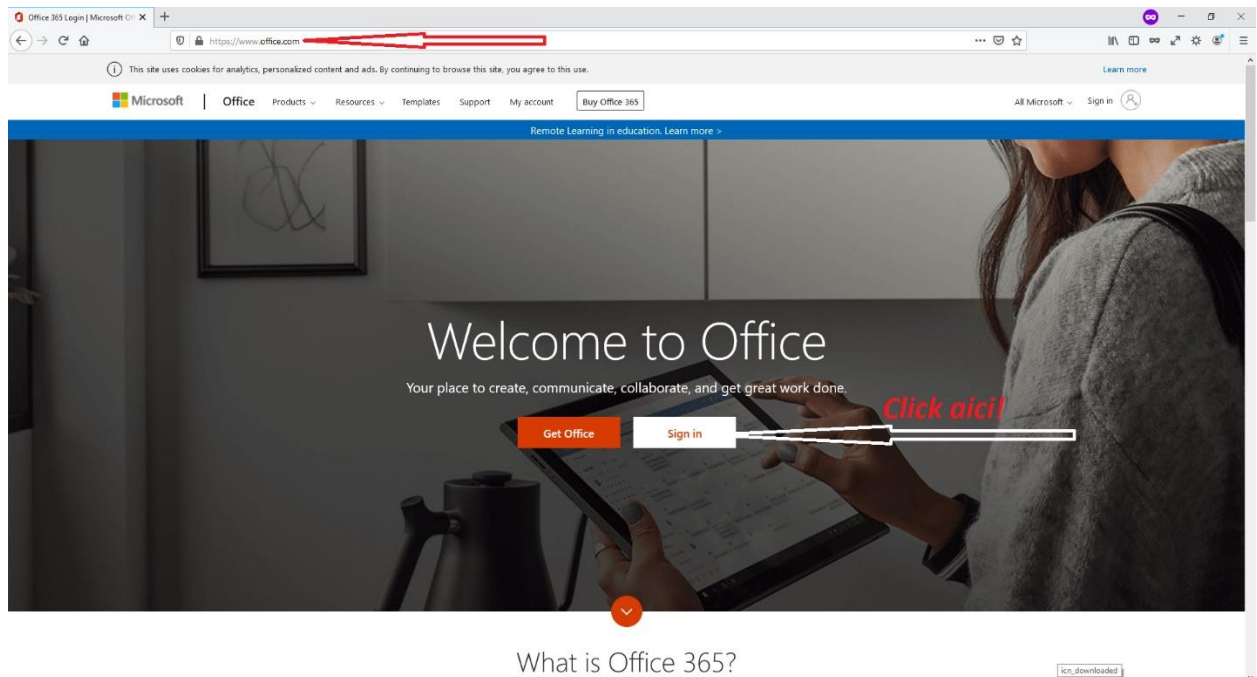 Office 365 Login | Microsoft Of
https://www.office.com
This site uses cookies for analytics, personalized content and ads. By continuing to browse this site, you agree to this use.
Learn more
Microsoft | Office Products Resources Templates Support My account Buy Office 365 All Microsoft Sign in
Remote Learning in education. Learn more >
Welcome to Office
Your place to create, communicate, collaborate, and get great work done.
Click aici!
Get Office Sign in
What is Office 365?
icn_downloaded